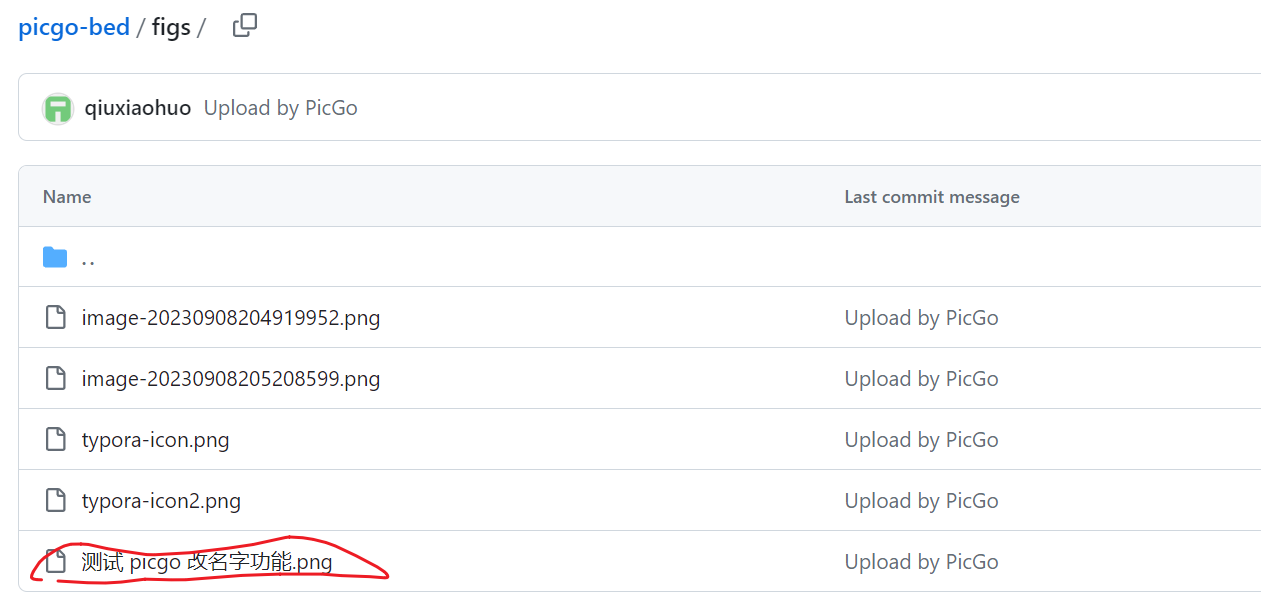 picgo-bed / figs /
qiuxiaohuo Upload by PicGo
Name Last commit message
..
image-20230908204919952.png Upload by PicGo
image-20230908205208599.png Upload by PicGo
typora-icon.png Upload by PicGo
typora-icon2.png Upload by PicGo
测试 picgo 改名字功能.png Upload by PicGo